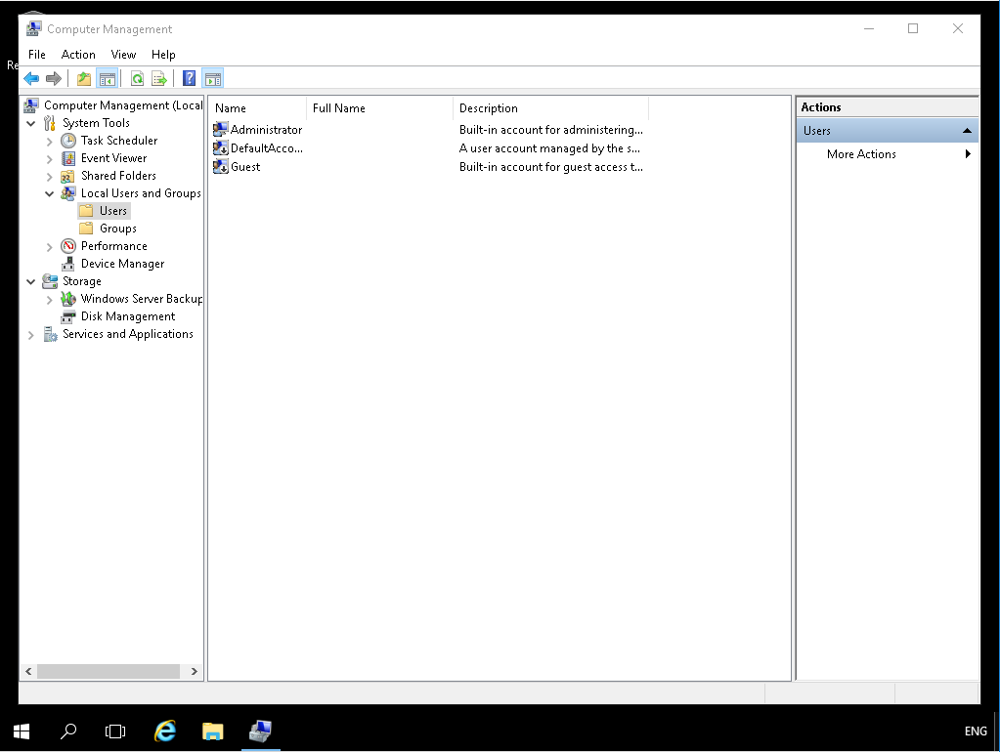 Computer Management
File Action View Help
Re
Computer Management (Local
System Tools
Task Scheduler
Event Viewer
Shared Folders
Local Users and Groups
Users
Groups
Performance
Device Manager
Storage
Windows Server Backup
Disk Management
Services and Applications
Name Full Name Description
Administrator Built-in account for administering...
DefaultAcco... A user account managed by the s...
Guest Built-in account for guest access t...
Actions
Users
More Actions
ENG